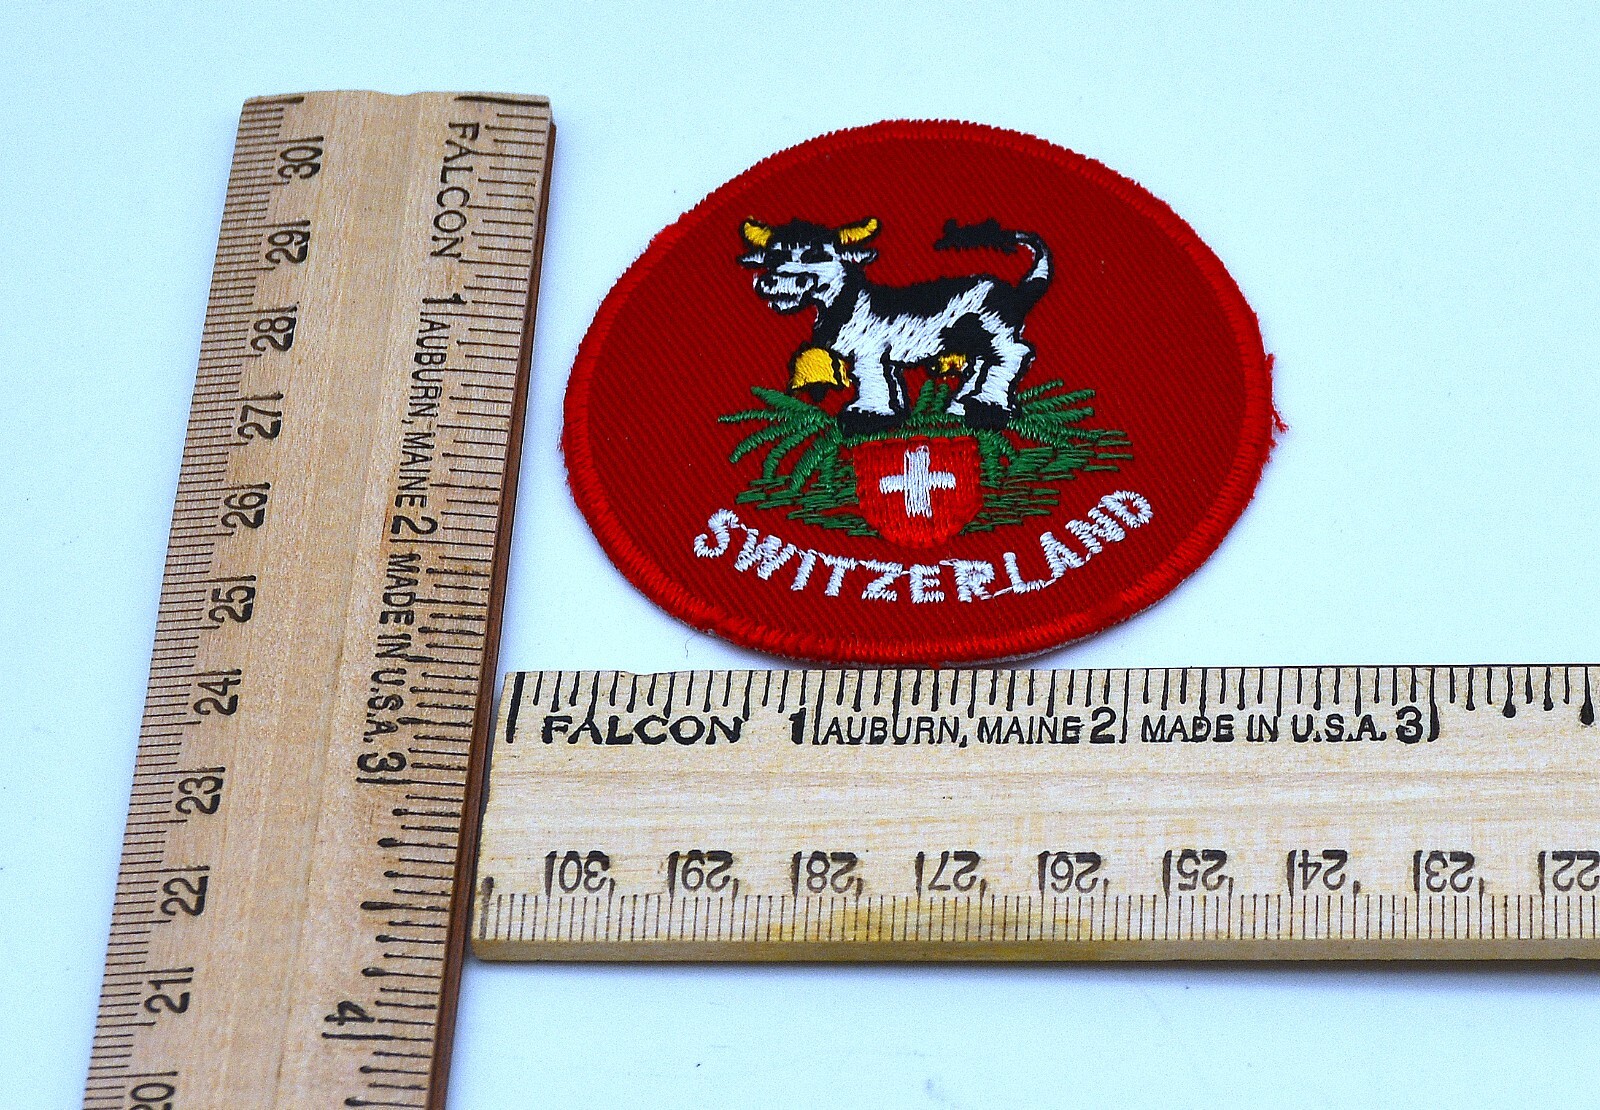 SWITZERLAND
FALCON 1 AUBURN, MAINE 2 MADE IN U.S.A. 3 4
30 29 28 27 26 25 24 23 22 21 20
FALCON 1 AUBURN, MAINE 2 MADE IN U.S.A. 3
30 29 28 27 26 25 24 23 22